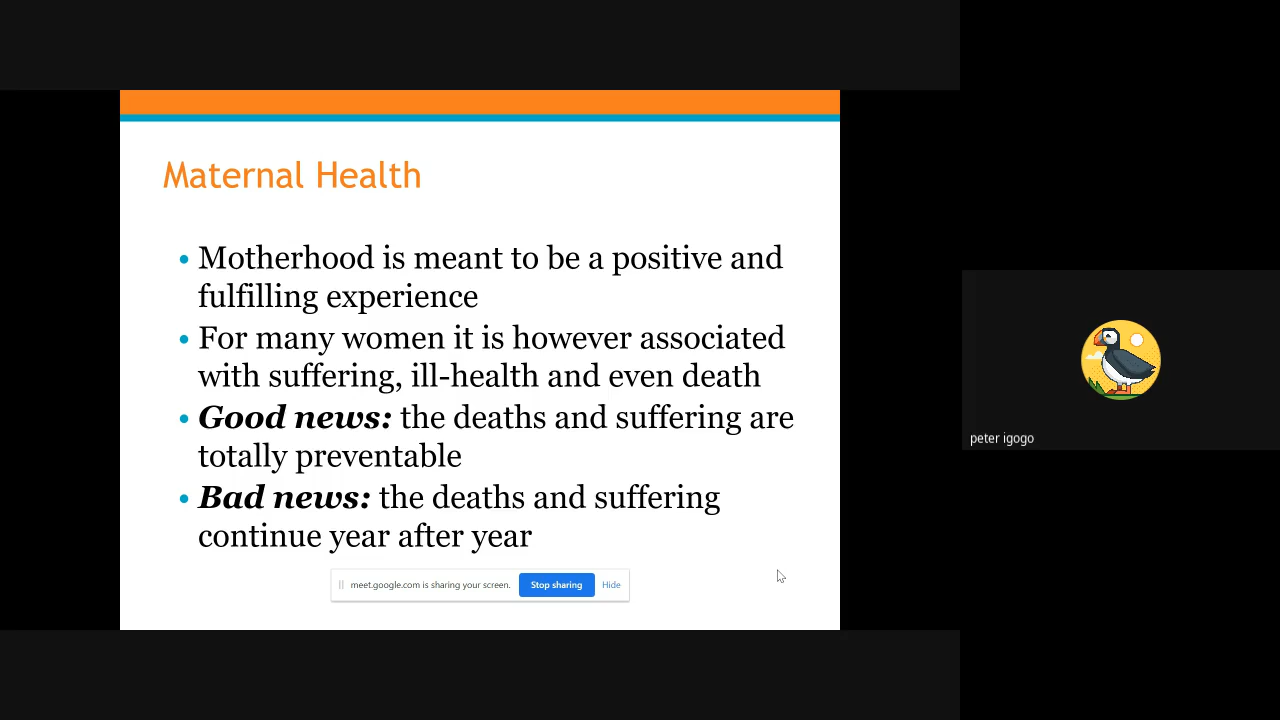 Maternal Health
• Motherhood is meant to be a positive and
fulfilling experience
• For many women it is however associated
with suffering, ill-health and even death
• Good news: the deaths and suffering are
totally preventable
• Bad news: the deaths and suffering
continue year after year
meet.google.com is sharing your screen. Stop sharing Hide
peter igogo